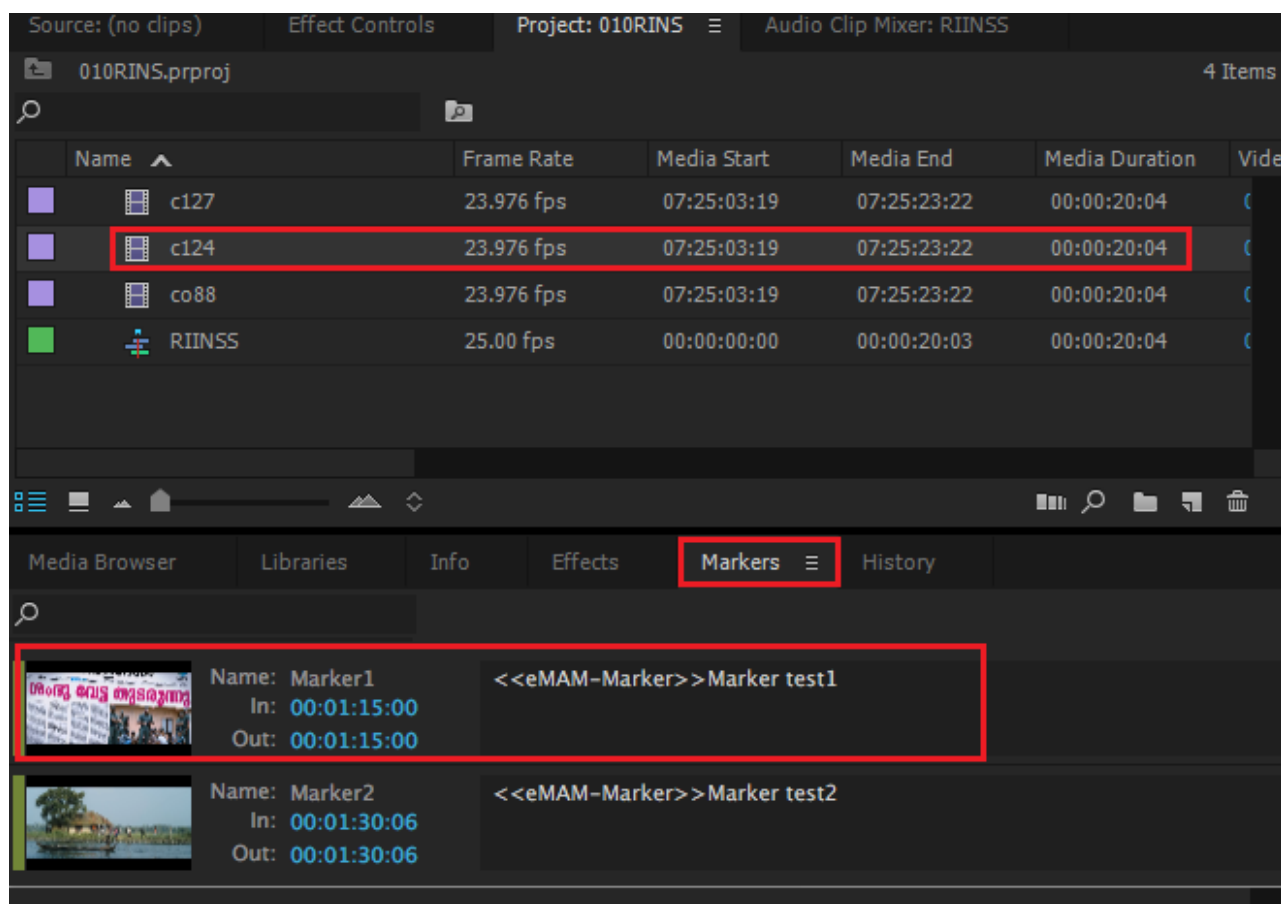 Source: (no clips) Effect Controls Project: 010RINS Audio Clip Mixer: RIINSS
010RINS.prproj 4 Items
Name Frame Rate Media Start Media End Media Duration Vide
c127 23.976 fps 07:25:03:19 07:25:23:22 00:00:20:04
c124 23.976 fps 07:25:03:19 07:25:23:22 00:00:20:04
co88 23.976 fps 07:25:03:19 07:25:23:22 00:00:20:04
RIINSS 25.00 fps 00:00:00:00 00:00:20:03 00:00:20:04
Media Browser Libraries Info Effects Markers History
Name: Marker1 <<eMAM-Marker>>Marker test1
In: 00:01:15:00
Out: 00:01:15:00
Name: Marker2 <<eMAM-Marker>>Marker test2
In: 00:01:30:06
Out: 00:01:30:06